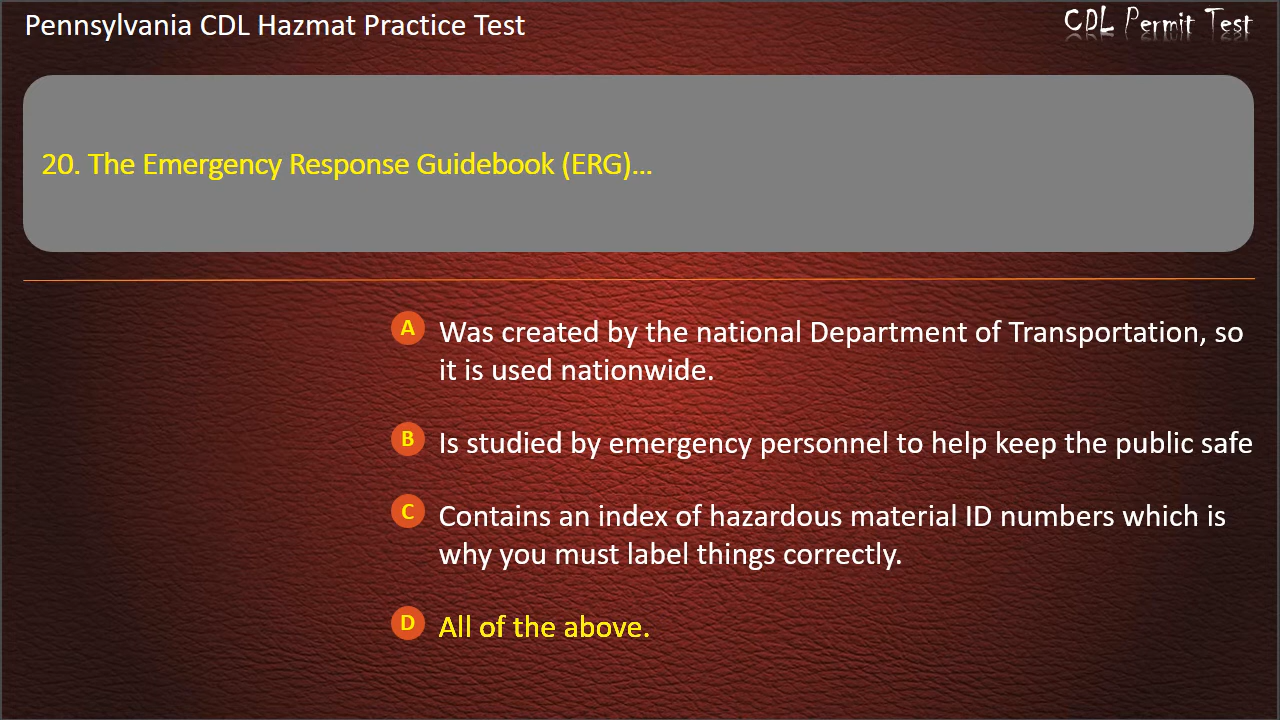 Pennsylvania CDL Hazmat Practice Test
CDL Permit Test
20. The Emergency Response Guidebook (ERG)...
A Was created by the national Department of Transportation, so
it is used nationwide.
B Is studied by emergency personnel to help keep the public safe
C Contains an index of hazardous material ID numbers which is
why you must label things correctly.
D All of the above.